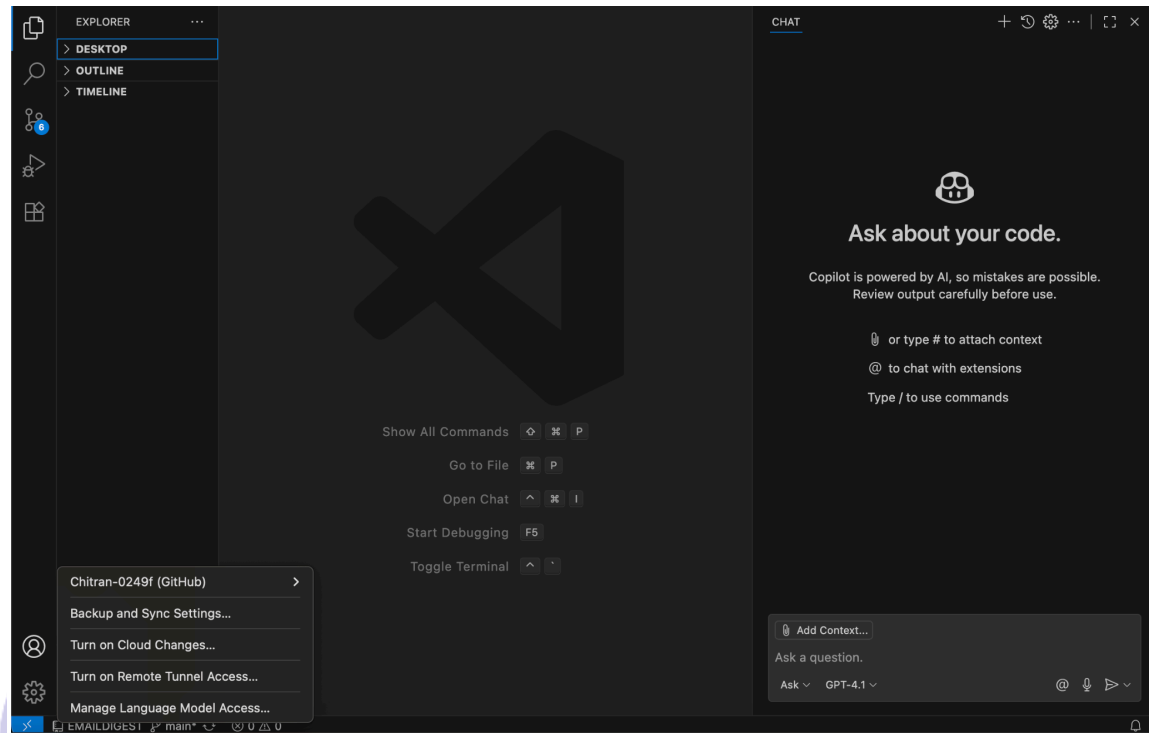 EXPLORER
DESKTOP
OUTLINE
TIMELINE
6
Show All Commands ⇧ ⌘ P
Go to File ⌘ P
Open Chat ^ ⌘ I
Start Debugging F5
Toggle Terminal ^ `
Chitran-0249f (GitHub)
Backup and Sync Settings...
Turn on Cloud Changes...
Turn on Remote Tunnel Access...
Manage Language Model Access...
EMAILDIGEST main* 0 0
CHAT
Ask about your code.
Copilot is powered by AI, so mistakes are possible.
Review output carefully before use.
or type # to attach context
@ to chat with extensions
Type / to use commands
Add Context...
Ask a question.
Ask GPT-4.1 @